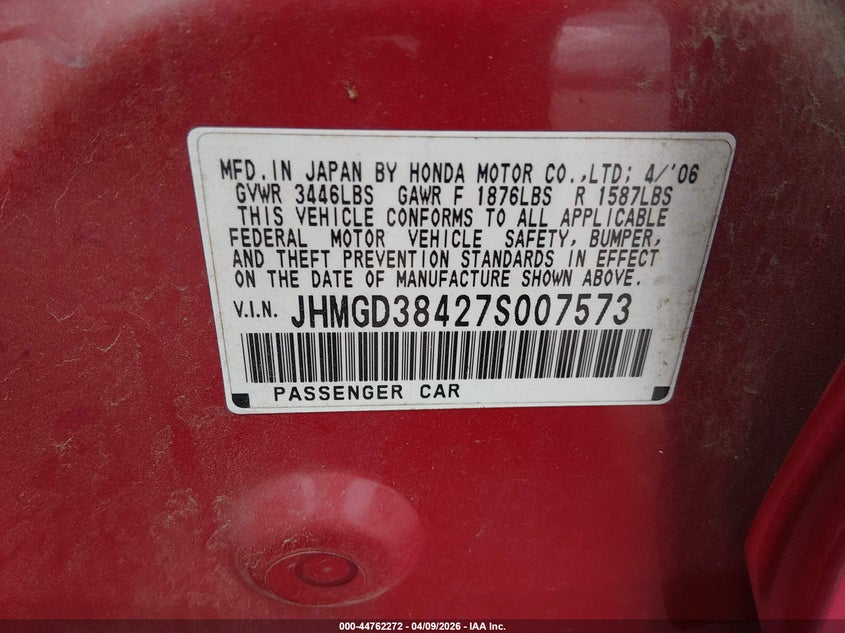 MFD.IN JAPAN BY HONDA MOTOR CO.,LTD; 4/'06
GVWR 3446LBS GAWR F 1876LBS R 1587LBS
THIS VEHICLE CONFORMS TO ALL APPLICABLE
FEDERAL MOTOR VEHICLE SAFETY, BUMPER,
AND THEFT PREVENTION STANDARDS IN EFFECT
ON THE DATE OF MANUFACTURE SHOWN ABOVE.
V.I.N. JHMGD38427S007573
PASSENGER CAR
000-44762272 - 04/09/2026 - IAA Inc.